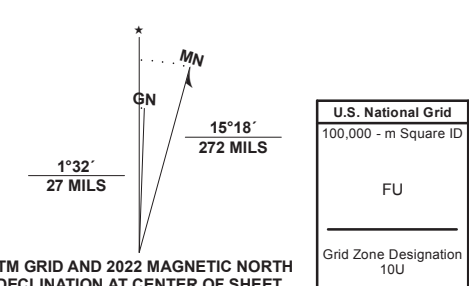 ★
MN
GN
15°18´
272 MILS
1°32´
27 MILS
TM GRID AND 2022 MAGNETIC NORTH
DECLINATION AT CENTER OF SHEET
U.S. National Grid
100,000 - m Square ID
FU
Grid Zone Designation
10U